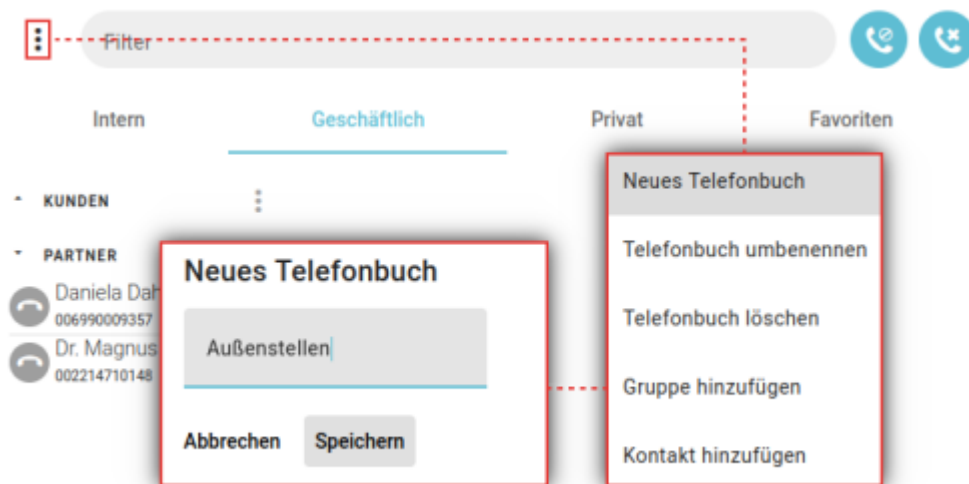 Filter
Intern Geschäftlich Privat Favoriten
KUNDEN
PARTNER
Daniela Dah
006990009357
Dr. Magnus
002214710148
Neues Telefonbuch
Außenstellen
Abbrechen Speichern
Neues Telefonbuch
Telefonbuch umbenennen
Telefonbuch löschen
Gruppe hinzufügen
Kontakt hinzufügen